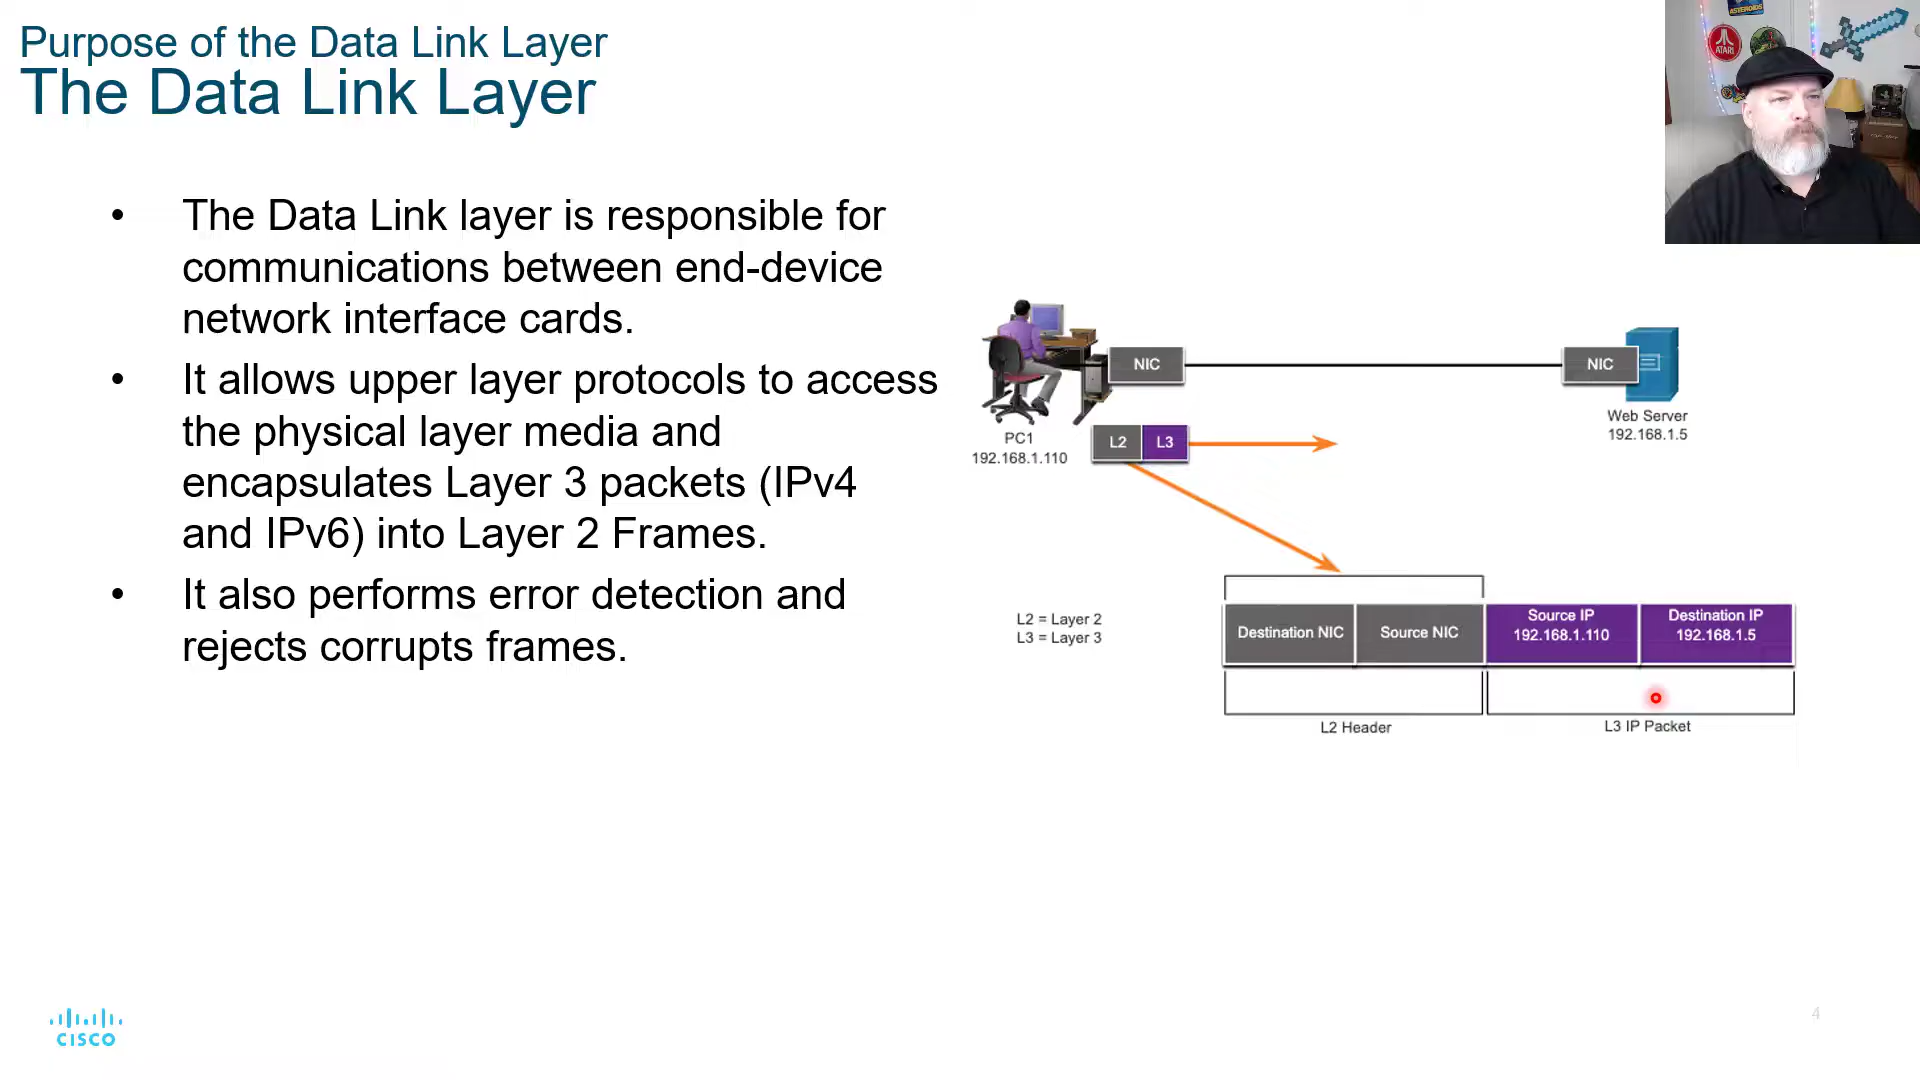 Purpose of the Data Link Layer
The Data Link Layer
ASTEROIDS
ATARI
• The Data Link layer is responsible for
communications between end-device
network interface cards.
• It allows upper layer protocols to access
the physical layer media and
encapsulates Layer 3 packets (IPv4
and IPv6) into Layer 2 Frames.
• It also performs error detection and
rejects corrupts frames.
NIC
NIC
Web Server
192.168.1.5
PC1
192.168.1.110
L2 L3
L2 = Layer 2
L3 = Layer 3
Destination NIC
Source NIC
Source IP
192.168.1.110
Destination IP
192.168.1.5
L2 Header
L3 IP Packet
CISCO
4